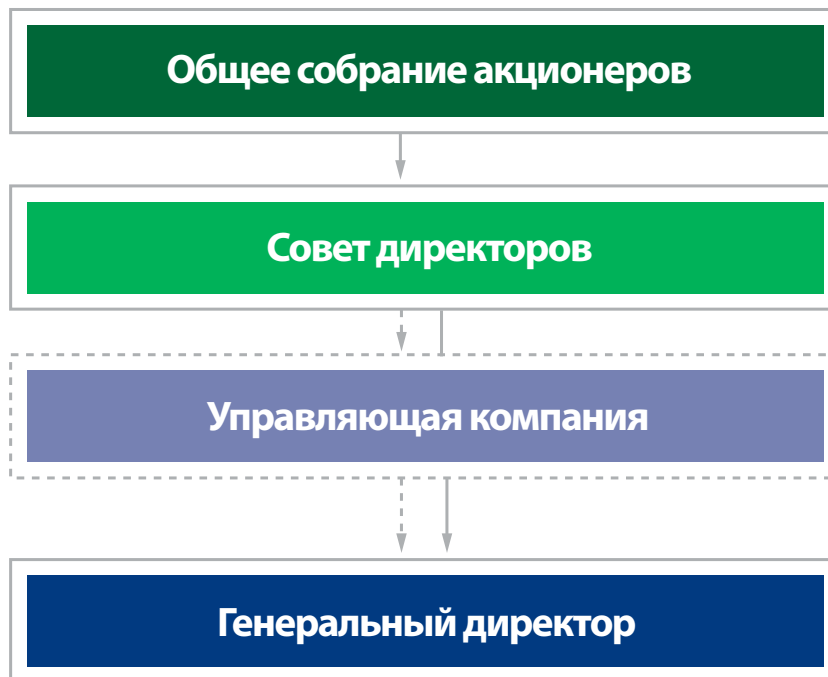 Общее собрание акционеров
Совет директоров
Управляющая компания
Генеральный директор